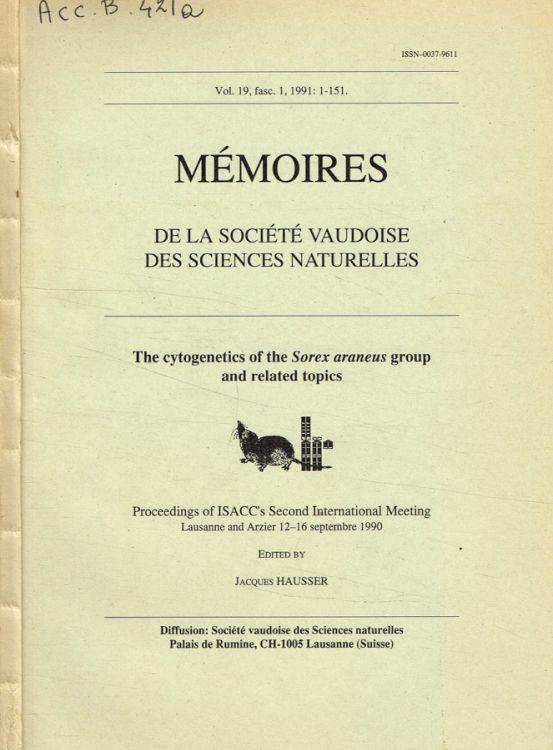 Acc. B. 421a
ISSN–0037-9611
Vol. 19, fasc. 1, 1991: 1-151.
MÉMOIRES
DE LA SOCIÉTÉ VAUDOISE
DES SCIENCES NATURELLES
The cytogenetics of the Sorex araneus group
and related topics
Proceedings of ISACC's Second International Meeting
Lausanne and Arzier 12–16 septembre 1990
EDITED BY
JACQUES HAUSSER
Diffusion: Société vaudoise des Sciences naturelles
Palais de Rumine, CH-1005 Lausanne (Suisse)